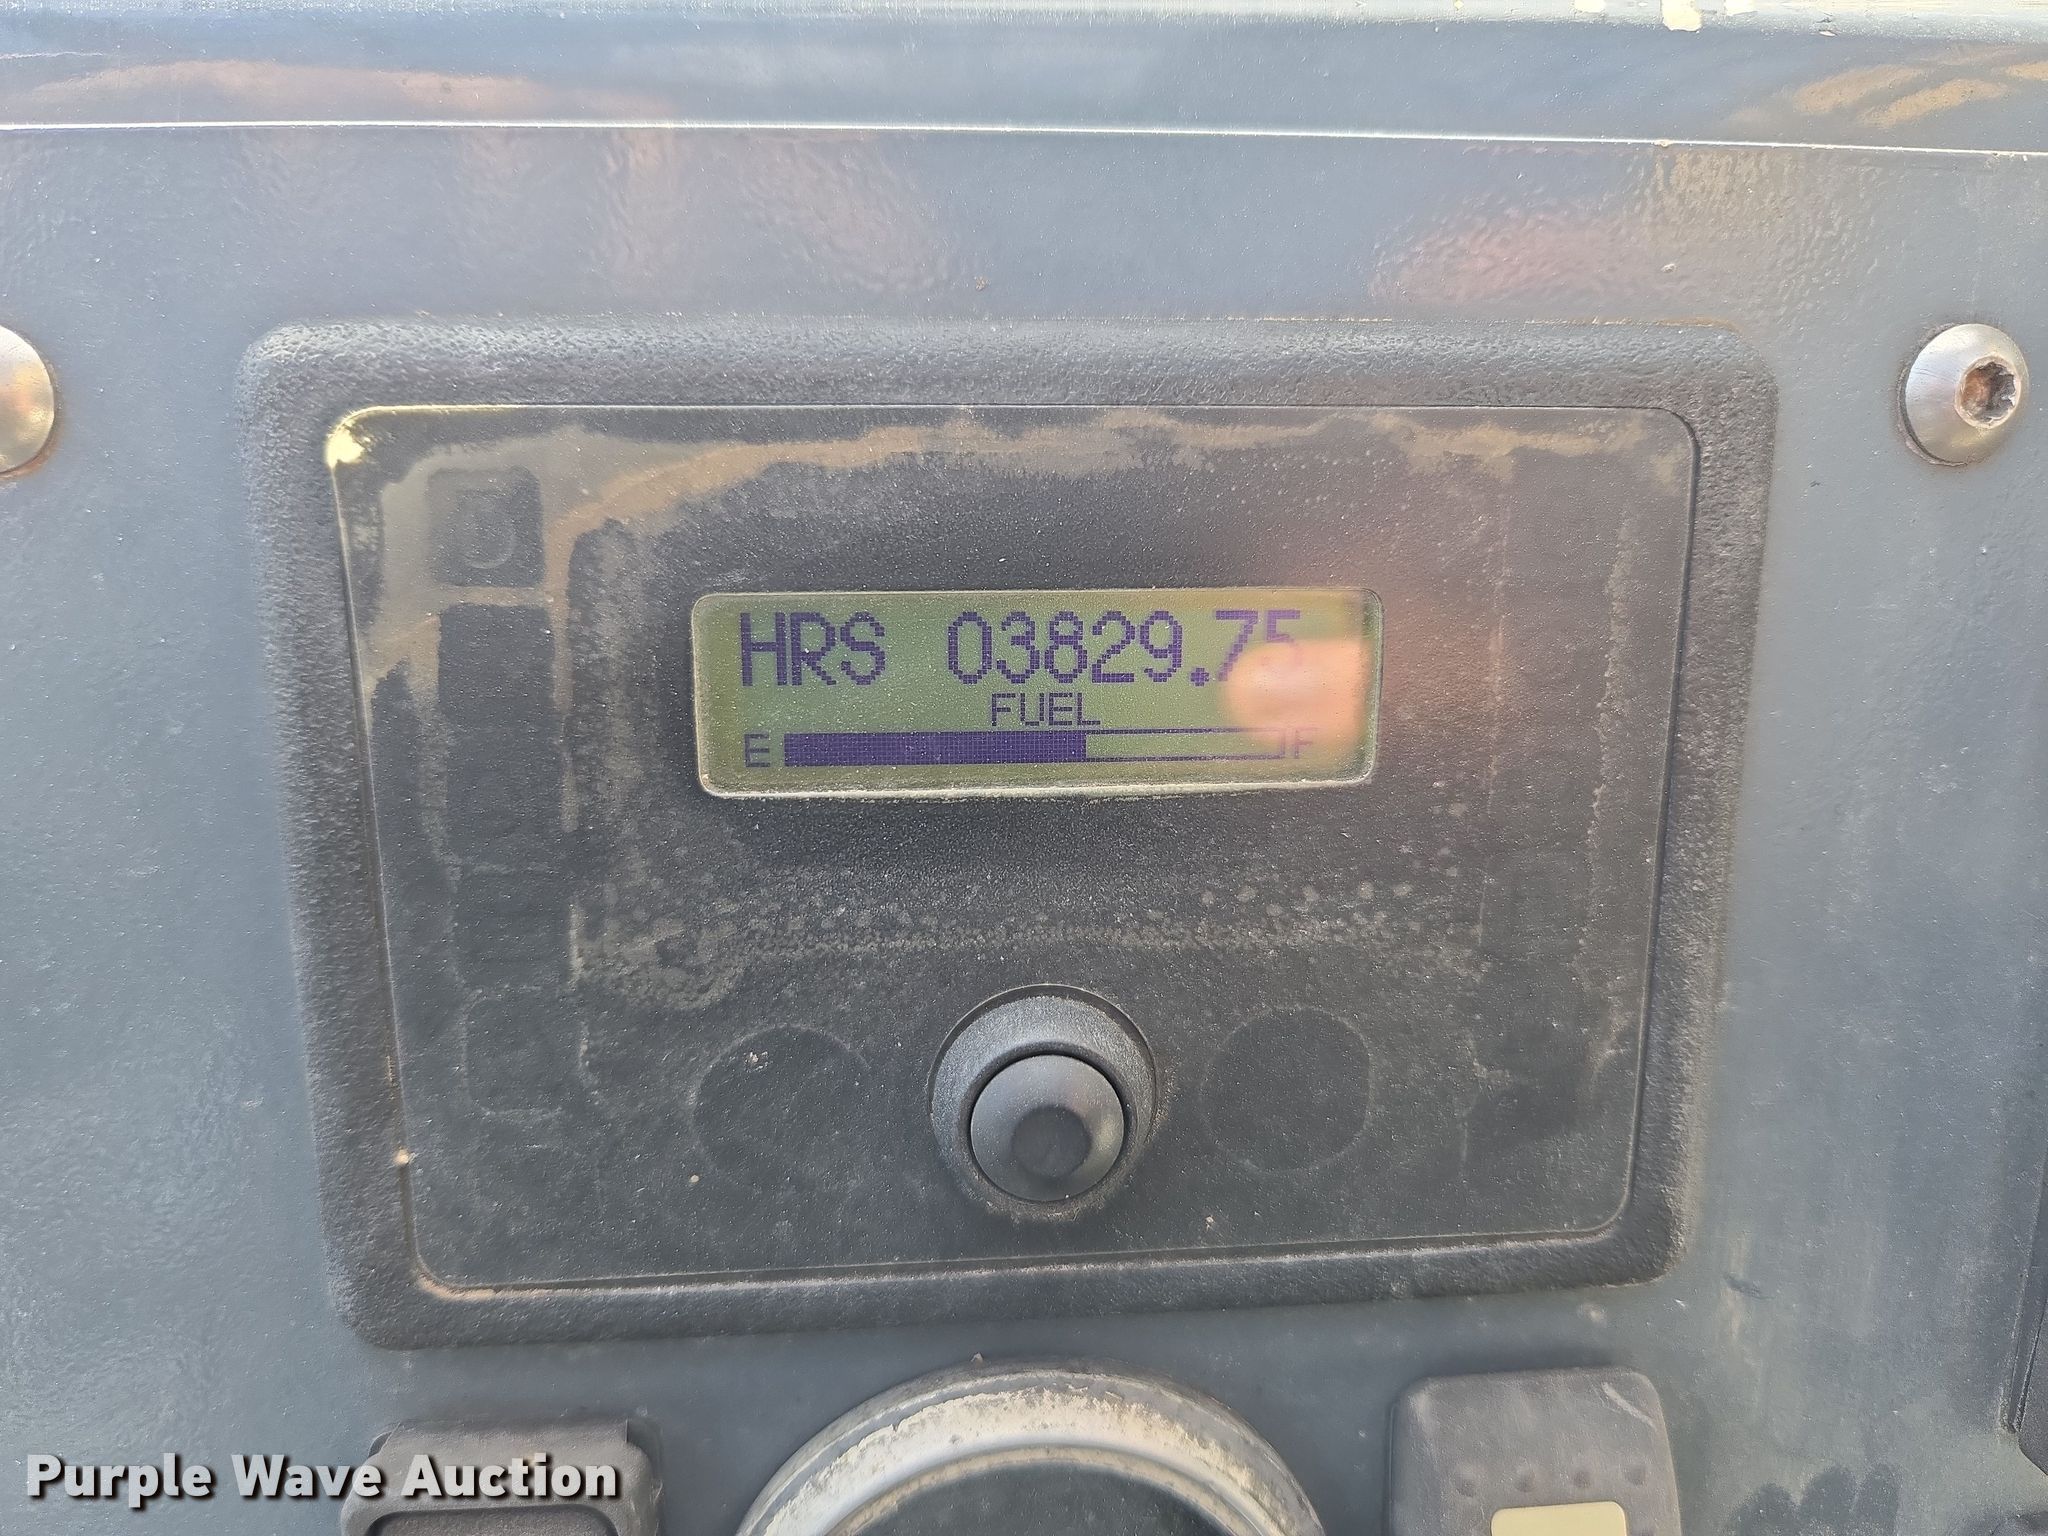 HRS 03829.75
FUEL
E F
Purple Wave Auction